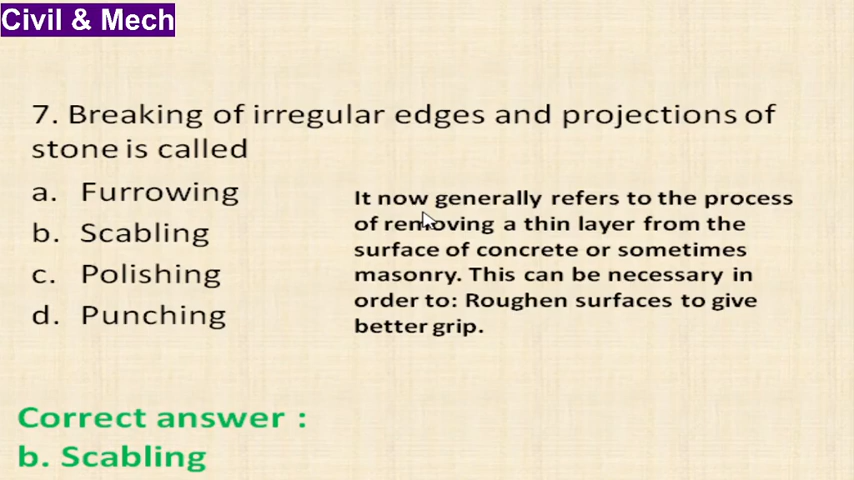 Civil & Mech
7. Breaking of irregular edges and projections of
stone is called
a. Furrowing
b. Scabling
c. Polishing
d. Punching
It now generally refers to the process
of removing a thin layer from the
surface of concrete or sometimes
masonry. This can be necessary in
order to: Roughen surfaces to give
better grip.
Correct answer :
b. Scabling